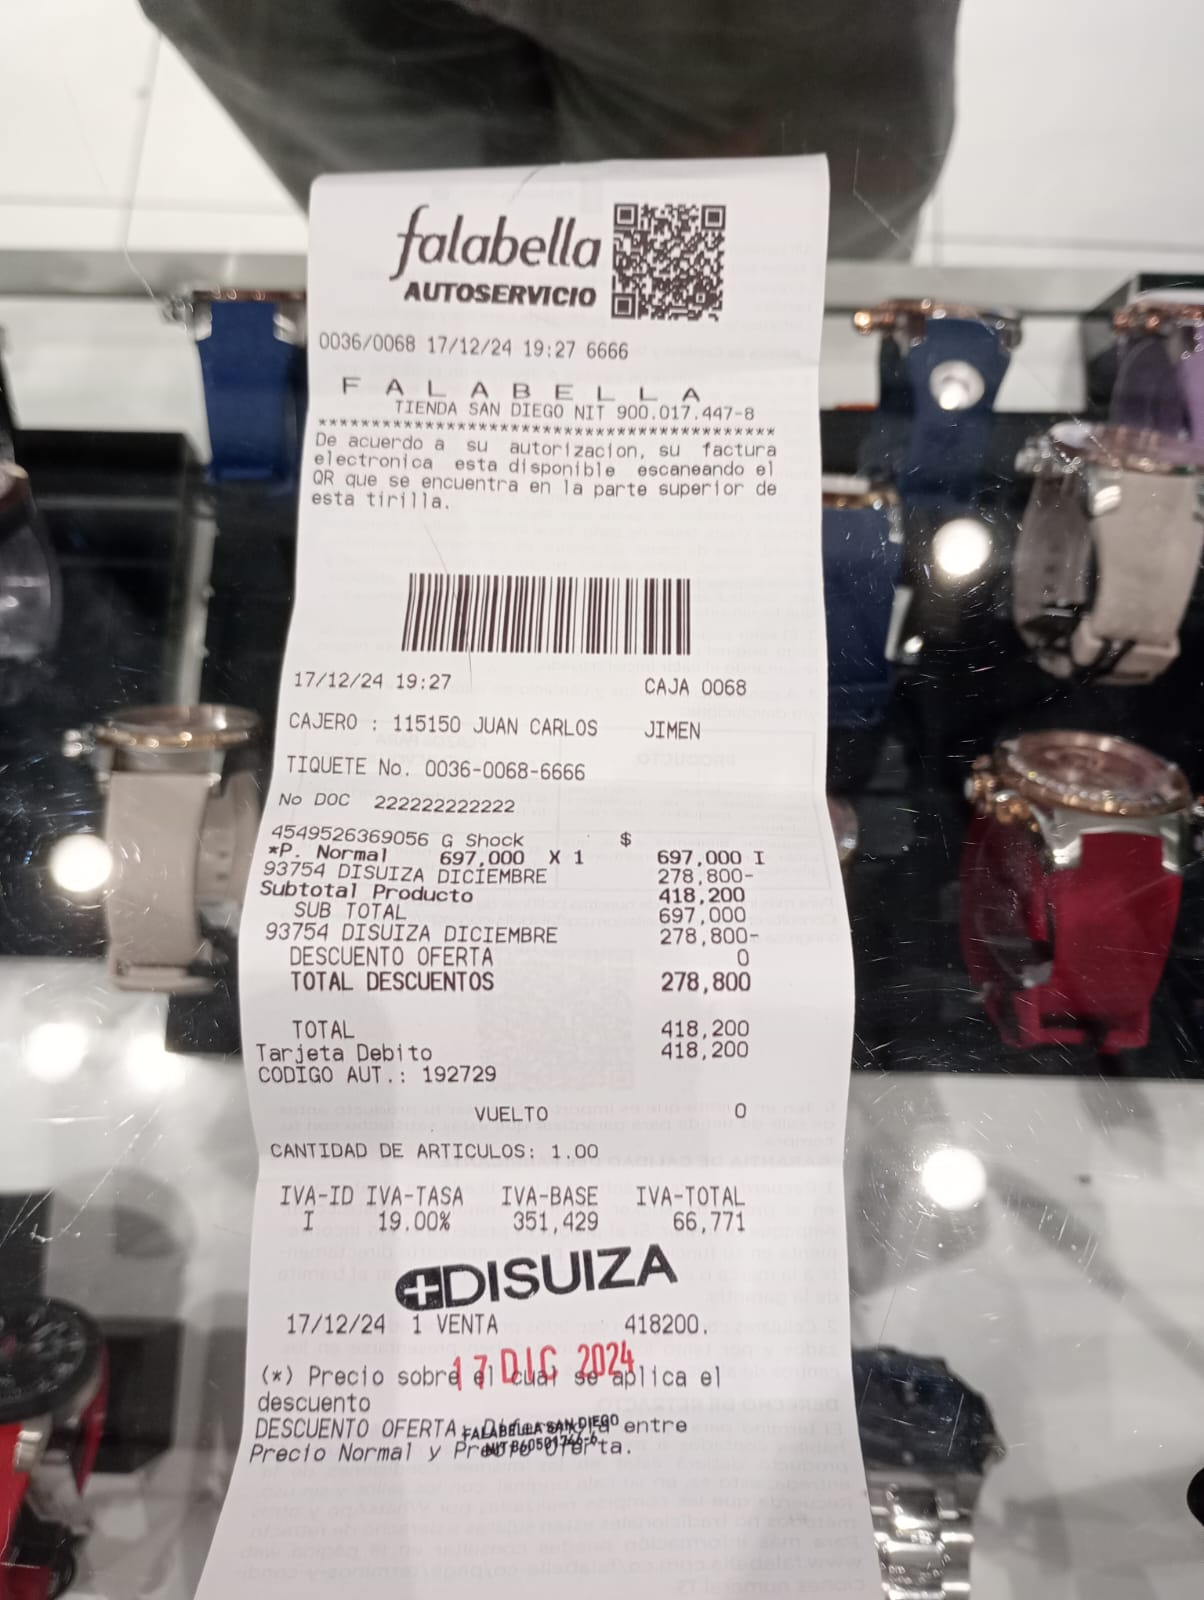 falabella
AUTOSERVICIO
0036/0068 17/12/24 19:27 6666
F A L A B E L L A
TIENDA SAN DIEGO NIT 900.017.447-8
******************************************
De acuerdo a su autorizacion, su factura
electronica esta disponible escaneando el
QR que se encuentra en la parte superior de
esta tirilla.
17/12/24 19:27 CAJA 0068
CAJERO : 115150 JUAN CARLOS JIMEN
TIQUETE No. 0036-0068-6666
No DOC 222222222222
4549526369056 G Shock $
*P. Normal 697,000 X 1 697,000 I
93754 DISUIZA DICIEMBRE 278,800-
Subtotal Producto 418,200
SUB TOTAL 697,000
93754 DISUIZA DICIEMBRE 278,800-
DESCUENTO OFERTA 0
TOTAL DESCUENTOS 278,800
TOTAL 418,200
Tarjeta Debito 418,200
CODIGO AUT.: 192729
VUELTO 0
CANTIDAD DE ARTICULOS: 1.00
IVA-ID IVA-TASA IVA-BASE IVA-TOTAL
I 19.00% 351,429 66,771
DISUIZA
17/12/24 1 VENTA 418200.
17 DIC 2024
(*) Precio sobre el cual se aplica el
descuento
DESCUENTO OFERTA: Diferencia entre
FALABELLA SAN DIEGO
Precio Normal y Precio Oferta.